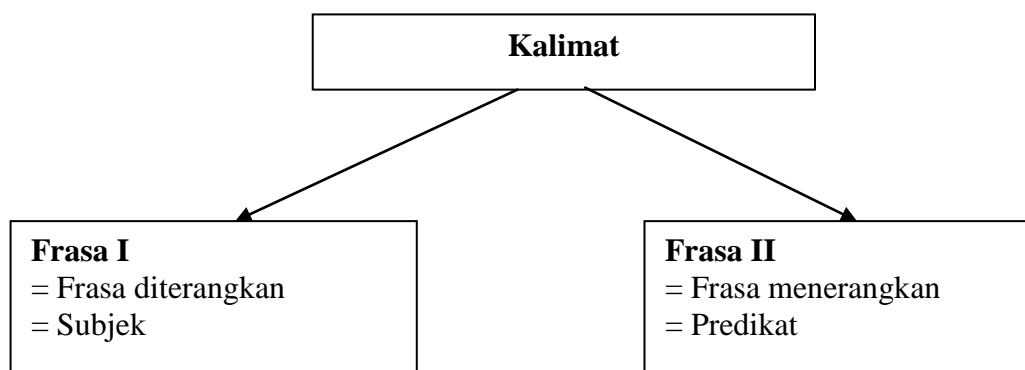 Kalimat
Frasa I
= Frasa diterangkan
= Subjek
Frasa II
= Frasa menerangkan
= Predikat